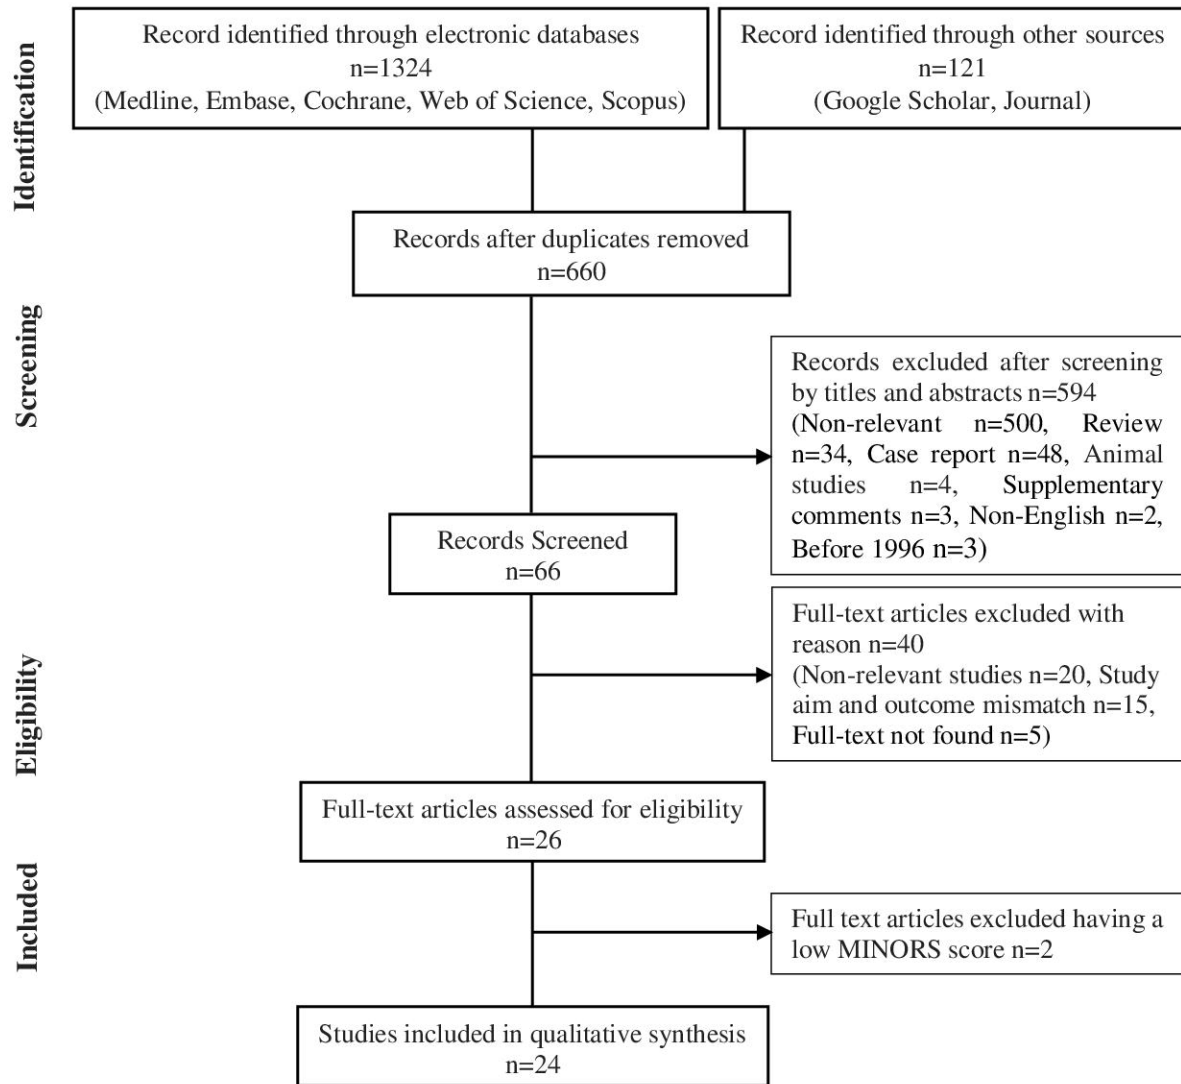 Identification
Record identified through electronic databases
n=1324
(Medline, Embase, Cochrane, Web of Science, Scopus)
Record identified through other sources
n=121
(Google Scholar, Journal)
Records after duplicates removed
n=660
Screening
Records excluded after screening
by titles and abstracts n=594
(Non-relevant n=500, Review
n=34, Case report n=48, Animal
studies n=4, Supplementary
comments n=3, Non-English n=2,
Before 1996 n=3)
Records Screened
n=66
Eligibility
Full-text articles excluded with
reason n=40
(Non-relevant studies n=20, Study
aim and outcome mismatch n=15,
Full-text not found n=5)
Full-text articles assessed for eligibility
n=26
Included
Full text articles excluded having a
low MINORS score n=2
Studies included in qualitative synthesis
n=24